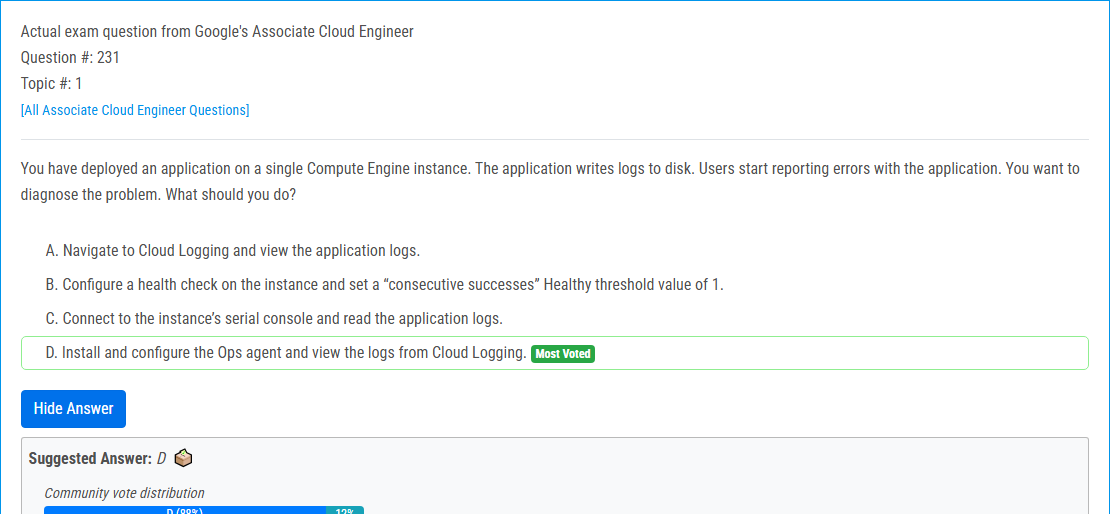 Actual exam question from Google's Associate Cloud Engineer
Question #: 231
Topic #: 1
[All Associate Cloud Engineer Questions]
You have deployed an application on a single Compute Engine instance. The application writes logs to disk. Users start reporting errors with the application. You want to
diagnose the problem. What should you do?
A. Navigate to Cloud Logging and view the application logs.
B. Configure a health check on the instance and set a “consecutive successes” Healthy threshold value of 1.
C. Connect to the instance’s serial console and read the application logs.
D. Install and configure the Ops agent and view the logs from Cloud Logging. Most Voted
Hide Answer
Suggested Answer: D
Community vote distribution
D (88%) 12%